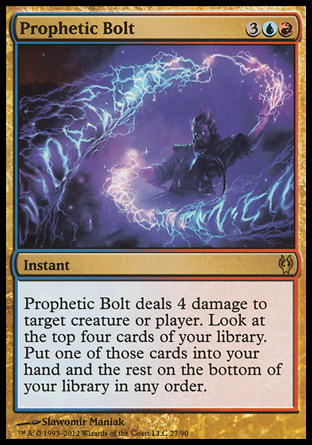 Prophetic Bolt 3
Instant
Prophetic Bolt deals 4 damage to
target creature or player. Look at
the top four cards of your library.
Put one of those cards into your
hand and the rest on the bottom of
your library in any order.
Slawomir Maniak
™ & © 1993–2012 Wizards of the Coast LLC 27/90